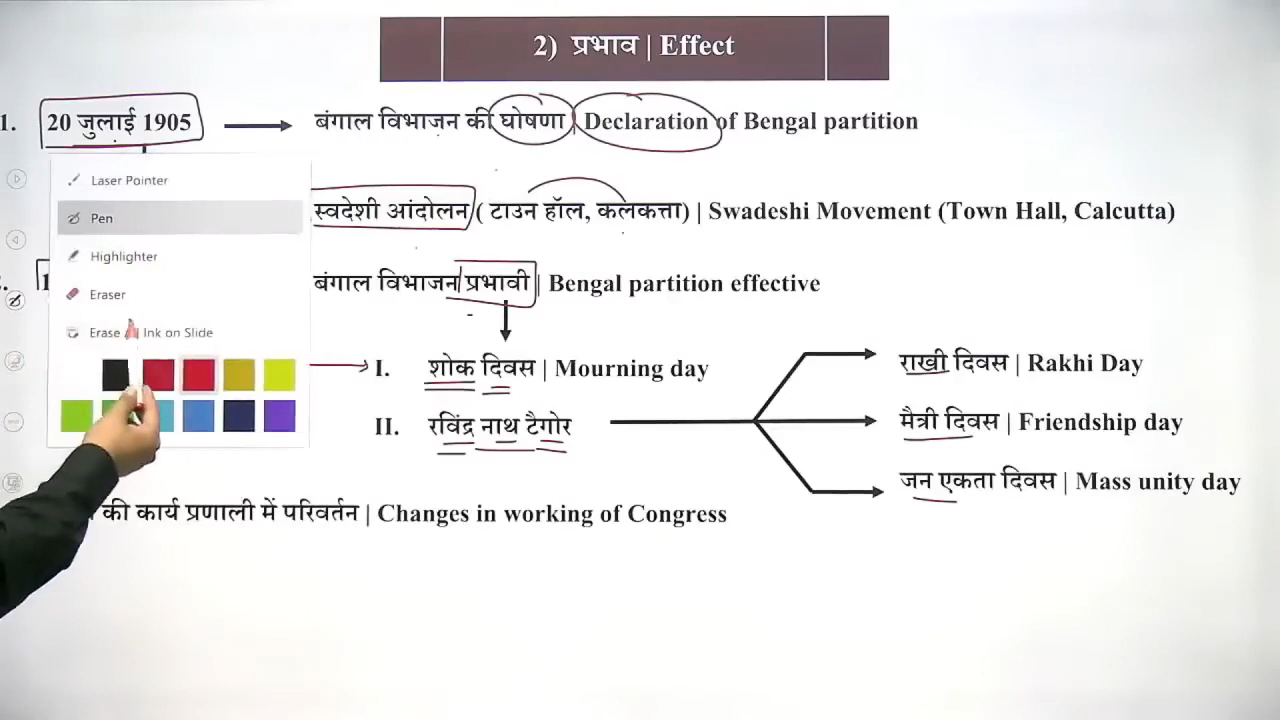 2) प्रभाव | Effect
1. 20 जुलाई 1905 बंगाल विभाजन की घोषणा | Declaration of Bengal partition
Laser Pointer
Pen
स्वदेशी आंदोलन ( टाउन हॉल, कलकत्ता) | Swadeshi Movement (Town Hall, Calcutta)
Highlighter
बंगाल विभाजन प्रभावी | Bengal partition effective
Eraser
Erase Ink on Slide
I. शोक दिवस | Mourning day
राखी दिवस | Rakhi Day
II. रविंद्र नाथ टैगोर
मैत्री दिवस | Friendship day
जन एकता दिवस | Mass unity day
की कार्य प्रणाली में परिवर्तन | Changes in working of Congress